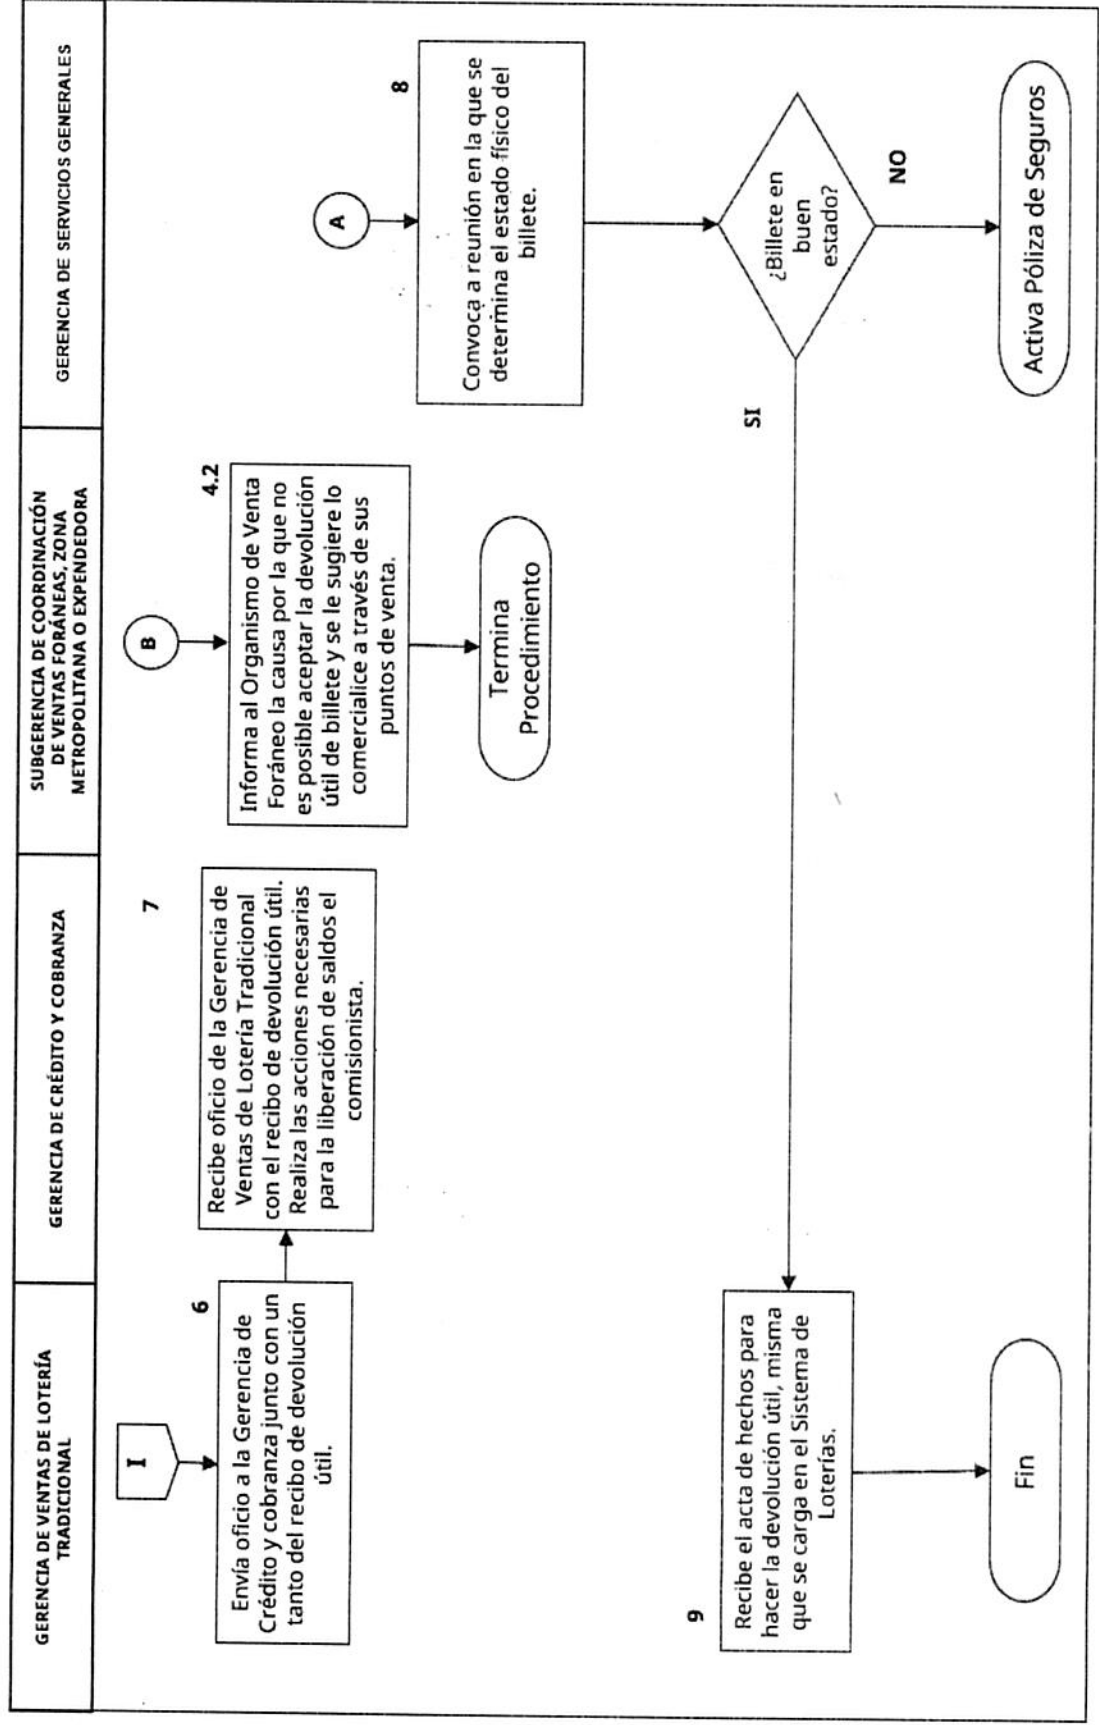 GERENCIA DE VENTAS DE LOTERÍA
TRADICIONAL
GERENCIA DE CRÉDITO Y COBRANZA
SUBGERENCIA DE COORDINACIÓN
DE VENTAS FORÁNEAS, ZONA
METROPOLITANA O EXPENDEDORA
GERENCIA DE SERVICIOS GENERALES
I
6
Envía oficio a la Gerencia de
Crédito y cobranza junto con un
tanto del recibo de devolución
útil.
7
Recibe oficio de la Gerencia de
Ventas de Lotería Tradicional
con el recibo de devolución útil.
Realiza las acciones necesarias
para la liberación de saldos el
comisionista.
B
4.2
Informa al Organismo de Venta
Foráneo la causa por la que no
es posible aceptar la devolución
útil de billete y se le sugiere lo
comercialice a través de sus
puntos de venta.
Termina
Procedimiento
A
8
Convoca a reunión en la que se
determina el estado físico del
billete.
¿Billete en
buen
estado?
SI
NO
Activa Póliza de Seguros
9
Recibe el acta de hechos para
hacer la devolución útil, misma
que se carga en el Sistema de
Loterías.
Fin